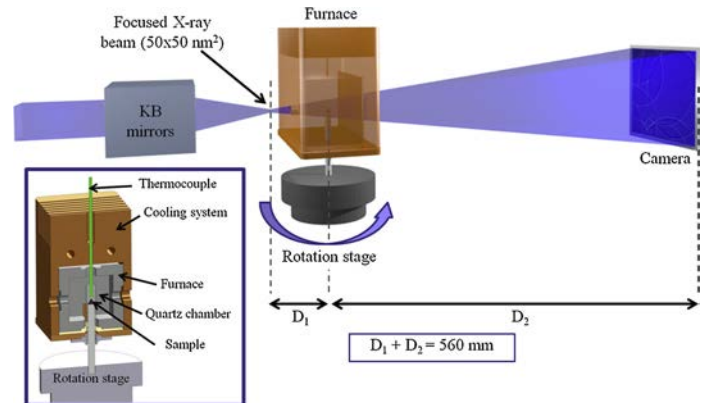 Focused X-ray
beam (50x50 nm²)
Furnace
KB
mirrors
Camera
Rotation stage
D₁
D₂
D₁ + D₂ = 560 mm
Thermocouple
Cooling system
Furnace
Quartz chamber
Sample
Rotation stage